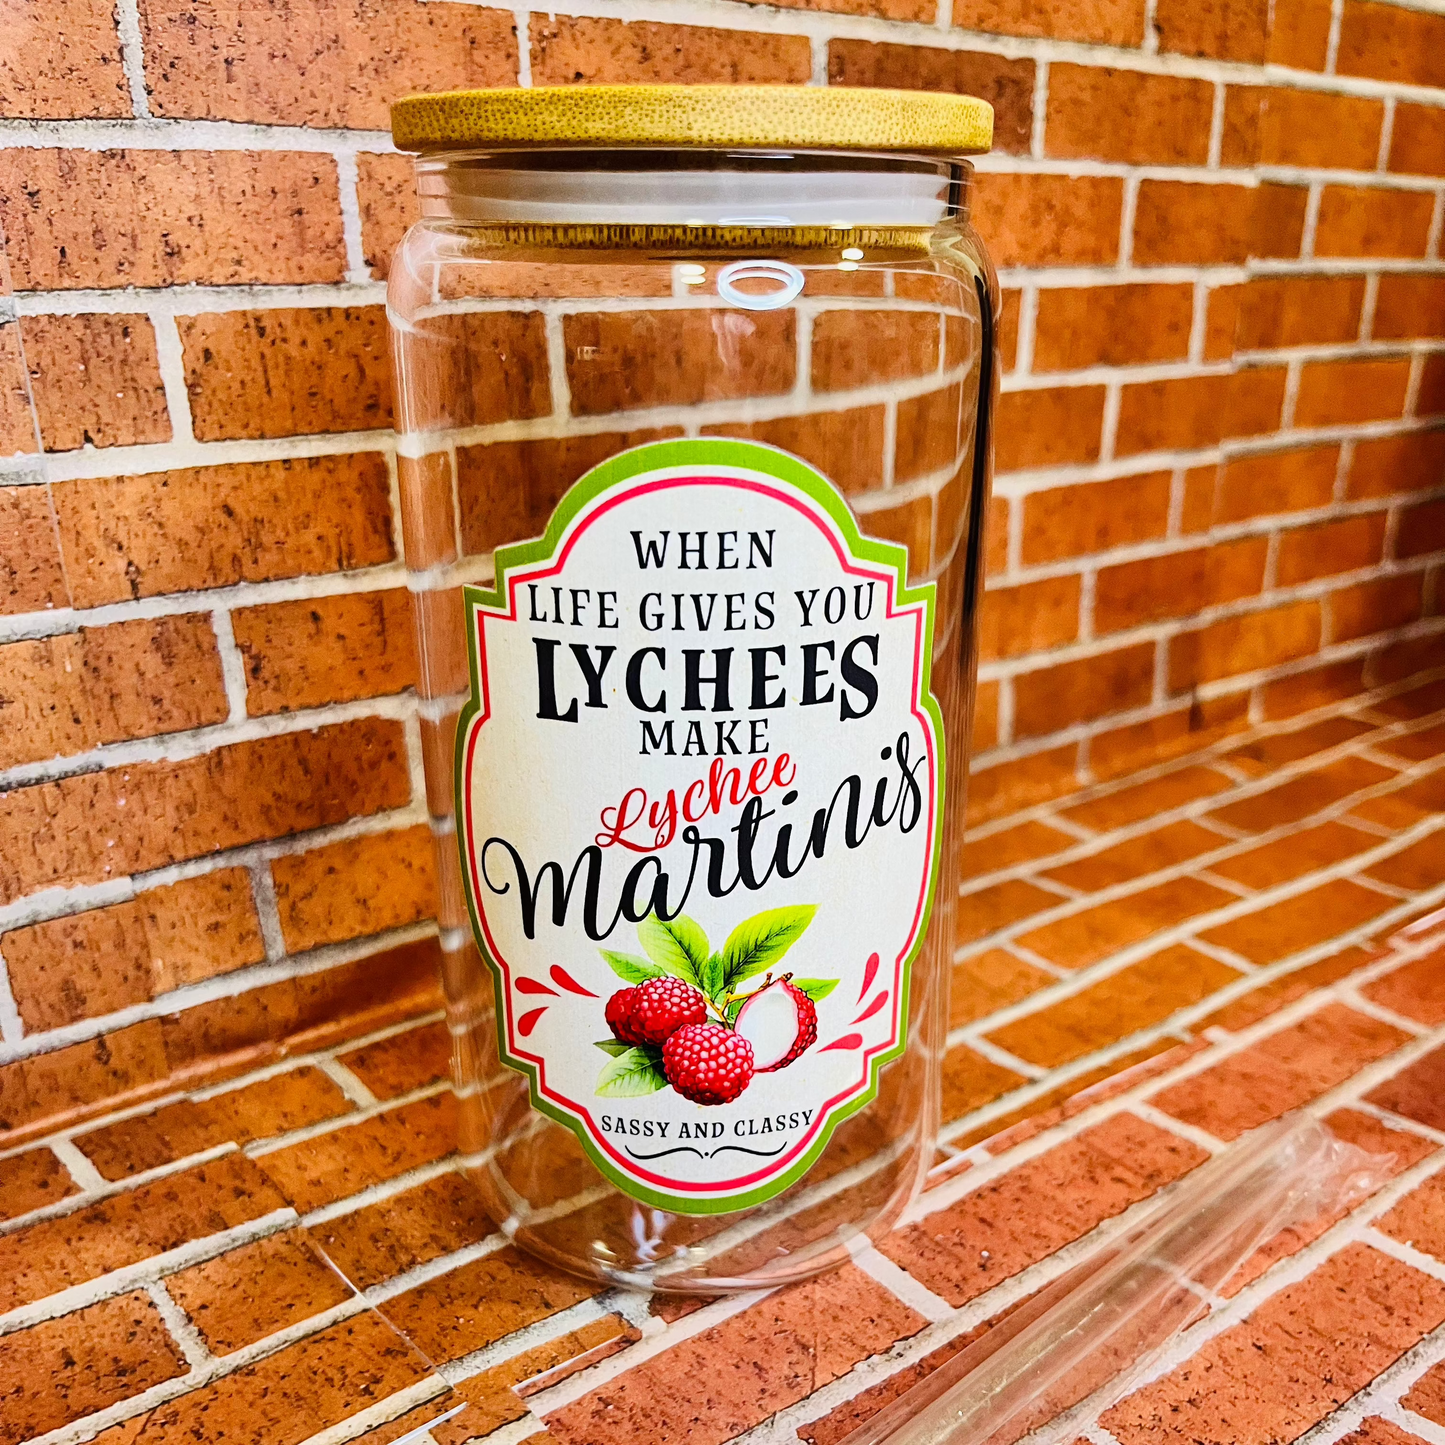 WHEN
LIFE GIVES YOU
LYCHEES
MAKE
Lychee
Martinis
SASSY AND CLASSY